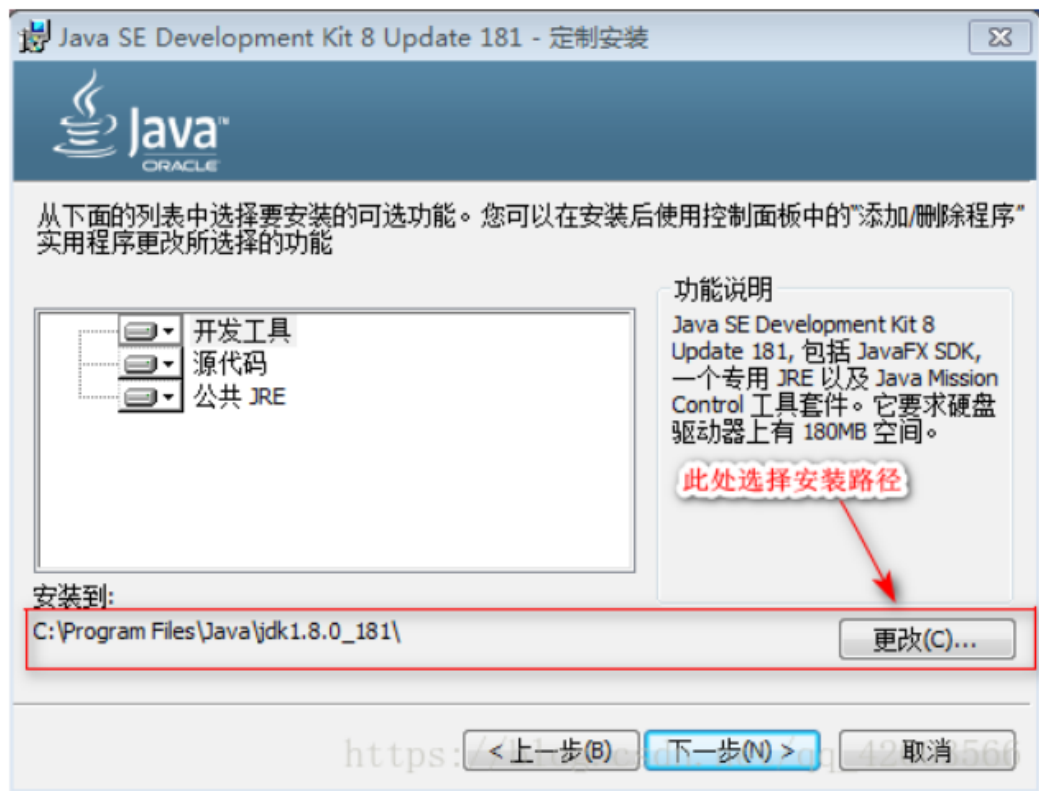 Java SE Development Kit 8 Update 181 - 定制安装
Java™
ORACLE
从下面的列表中选择要安装的可选功能。您可以在安装后使用控制面板中的"添加/删除程序"
实用程序更改所选择的功能
开发工具
源代码
公共 JRE
功能说明
Java SE Development Kit 8
Update 181, 包括 JavaFX SDK,
一个专用 JRE 以及 Java Mission
Control 工具套件。它要求硬盘
驱动器上有 180MB 空间。
此处选择安装路径
安装到:
C:\Program Files\Java\jdk1.8.0_181\
更改(C)...
<上一步(B)
下一步(N) >
取消
https:/